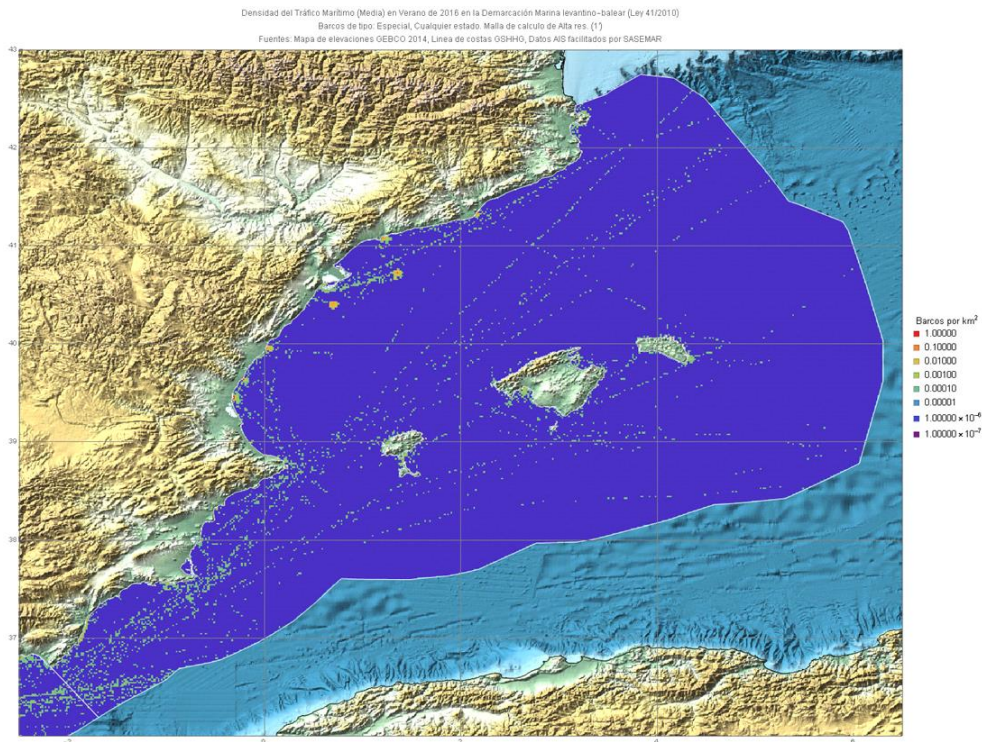 Densidad del Tráfico Marítimo (Media) en Verano de 2016 en la Demarcación Marina levantino-balear (Ley 41/2010)
Barcos de tipo: Especial, Cualquier estado. Malla de calculo de Alta res. (1')
Fuentes: Mapa de elevaciones GEBCO 2014, Linea de costas GSHHG, Datos AIS facilitados por SASEMAR
43
42
41
40
39
38
37
Barcos por km²
1.00000
0.10000
0.01000
0.00100
0.00010
0.00001
1.00000 × 10⁻⁶
1.00000 × 10⁻⁷